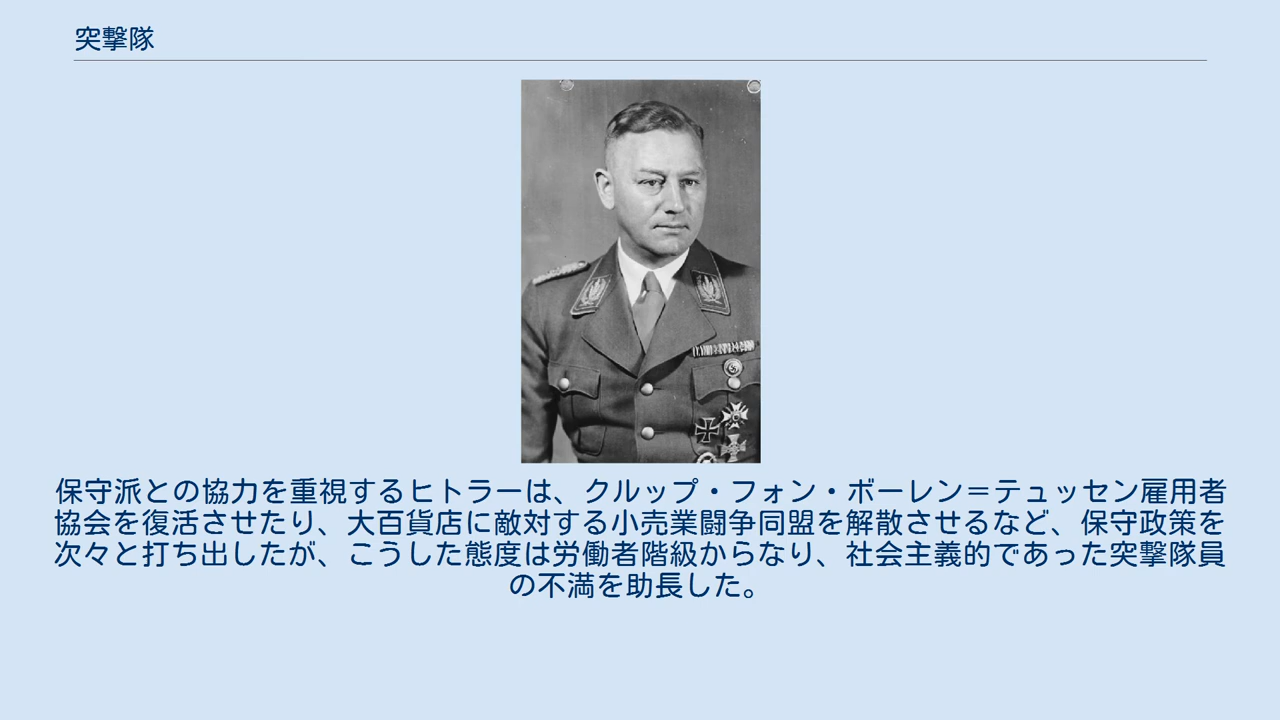 突撃隊
保守派との協力を重視するヒトラーは、クルップ・フォン・ボーレン＝テュッセン雇用者
協会を復活させたり、大百貨店に敵対する小売業闘争同盟を解散させるなど、保守政策を
次々と打ち出したが、こうした態度は労働者階級からなり、社会主義的であった突撃隊員
の不満を助長した。